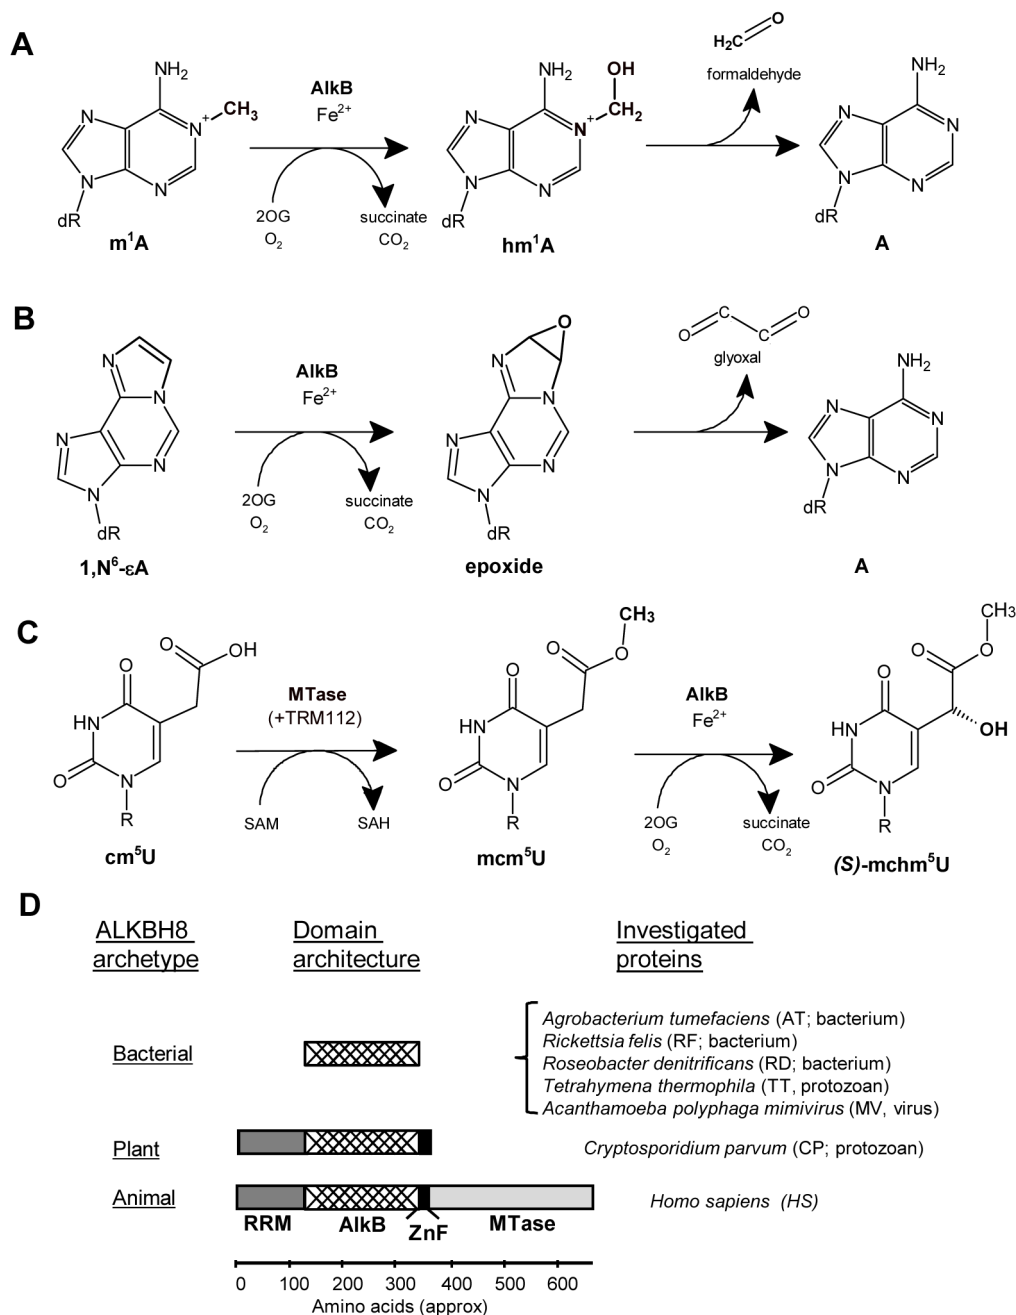 A
NH₂
N
N⁺
CH₃
N
N
dR
m¹A
AlkB
Fe²⁺
2OG
O₂
succinate
CO₂
NH₂
OH
N
N⁺
CH₂
N
N
dR
hm¹A
H₂C
O
formaldehyde
NH₂
N
N
N
N
dR
A
B
N
N
N
N
N
dR
1,N⁶-εA
AlkB
Fe²⁺
2OG
O₂
succinate
CO₂
O
N
N
N
N
N
dR
epoxide
O
O
glyoxal
NH₂
N
N
N
N
dR
A
C
O
O
OH
HN
O
N
R
cm⁵U
MTase
(+TRM112)
SAM
SAH
CH₃
O
O
O
HN
O
N
R
mcm⁵U
AlkB
Fe²⁺
2OG
O₂
succinate
CO₂
CH₃
O
O
O
OH
HN
O
N
R
(S)-mchm⁵U
D
ALKBH8
archetype
Domain
architecture
Investigated
proteins
Bacterial
Agrobacterium tumefaciens (AT; bacterium)
Rickettsia felis (RF; bacterium)
Roseobacter denitrificans (RD; bacterium)
Tetrahymena thermophila (TT, protozoan)
Acanthamoeba polyphaga mimivirus (MV, virus)
Plant
Cryptosporidium parvum (CP; protozoan)
Animal
Homo sapiens (HS)
RRM AlkB ZnF MTase
0 100 200 300 400 500 600
Amino acids (approx)